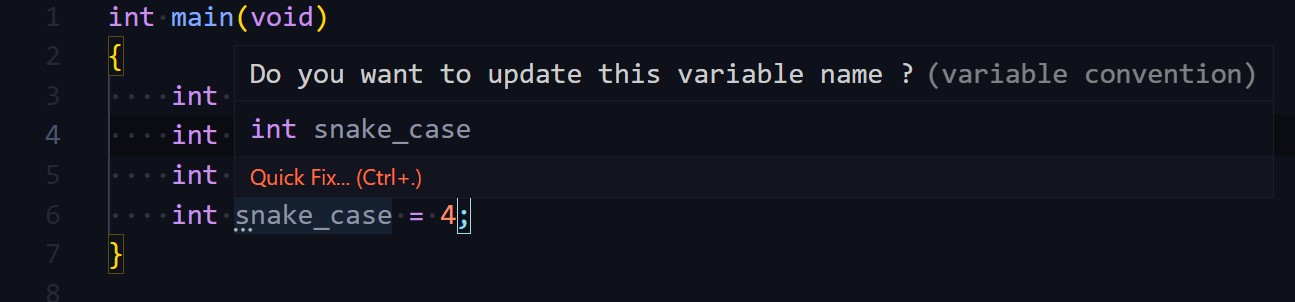 1 int main(void)
2 {
Do you want to update this variable name ? (variable convention)
3 int
int snake_case
4 int
5 int
Quick Fix... (Ctrl+.)
6 int snake_case = 4;
7 }
8